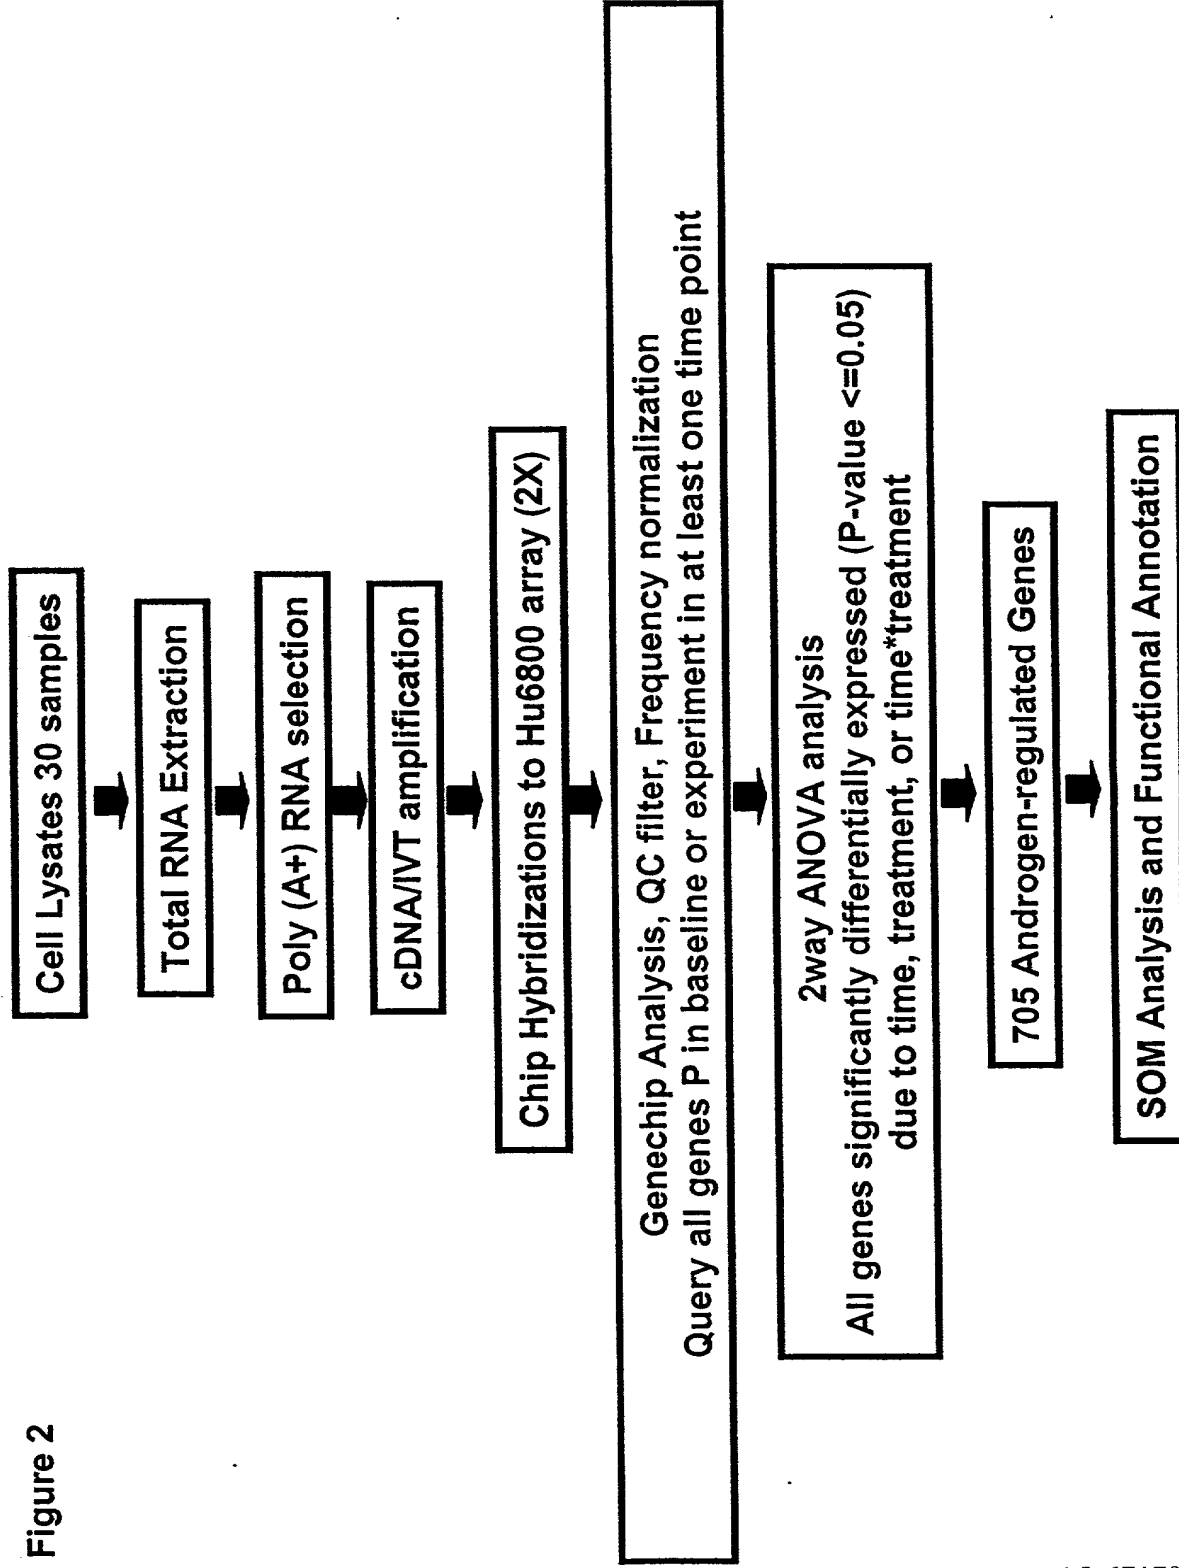 Figure 2
Cell Lysates 30 samples
Total RNA Extraction
Poly (A+) RNA selection
cDNA/IVT amplification
Chip Hybridizations to Hu6800 array (2X)
Genechip Analysis, QC filter, Frequency normalization
Query all genes P in baseline or experiment in at least one time point
2way ANOVA analysis
All genes significantly differentially expressed (P-value <=0.05)
due to time, treatment, or time*treatment
705 Androgen-regulated Genes
SOM Analysis and Functional Annotation